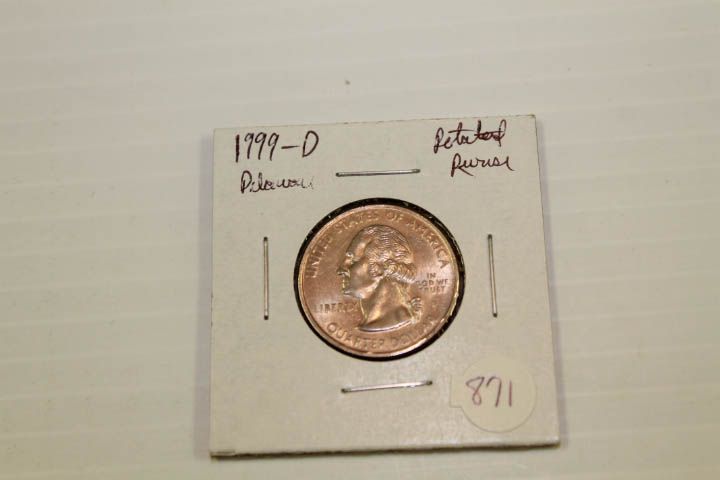 1999-D
Delaware
Rotated
Reverse
UNITED STATES OF AMERICA
LIBERTY
IN
GOD WE
TRUST
QUARTER DOLLAR
871